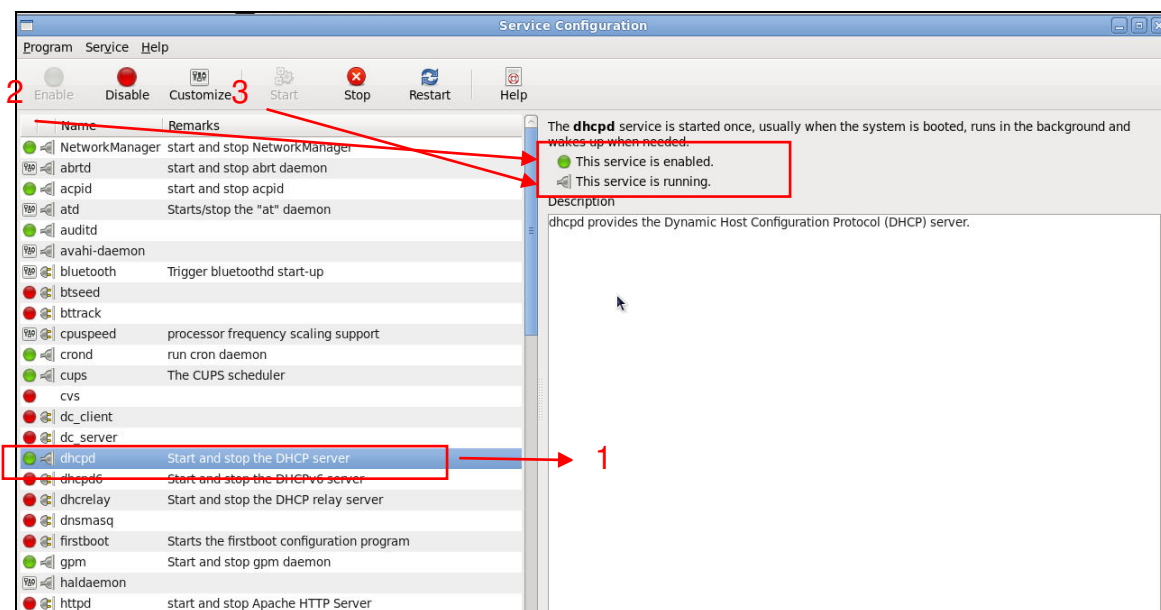 Service Configuration
Program Service Help
2 Enable Disable Customize 3 Start Stop Restart Help
Name Remarks
NetworkManager start and stop NetworkManager
abrtd start and stop abrt daemon
acpid start and stop acpid
atd Starts/stop the "at" daemon
auditd
avahi-daemon
bluetooth Trigger bluetoothd start-up
btseed
bttrack
cpuspeed processor frequency scaling support
crond run cron daemon
cups The CUPS scheduler
cvs
dc_client
dc_server
dhcpd Start and stop the DHCP server
1
dhcpd6 Start and stop the DHCPv6 server
dhcrelay Start and stop the DHCP relay server
dnsmasq
firstboot Starts the firstboot configuration program
gpm Start and stop gpm daemon
haldaemon
httpd start and stop Apache HTTP Server
The dhcpd service is started once, usually when the system is booted, runs in the background and
wakes up when needed.
This service is enabled.
This service is running.
Description
dhcpd provides the Dynamic Host Configuration Protocol (DHCP) server.